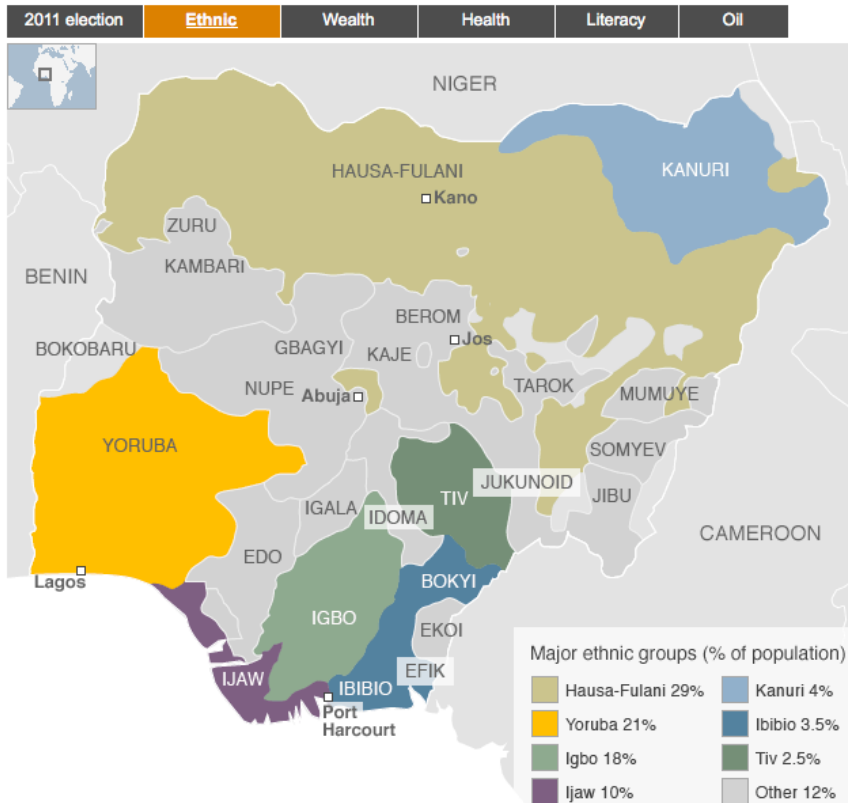 2011 election
Ethnic
Wealth
Health
Literacy
Oil
NIGER
KANURI
HAUSA-FULANI
Kano
ZURU
KAMBARI
BENIN
BEROM
Jos
BOKOBARU
GBAGYI
KAJE
NUPE
Abuja
TAROK
MUMUYE
YORUBA
SOMYEV
JUKUNOID
TIV
JIBU
IGALA
IDOMA
CAMEROON
EDO
BOKYI
Lagos
IGBO
EKOI
IJAW
EFIK
IBIBIO
Port
Harcourt
Major ethnic groups (% of population)
Hausa-Fulani 29%
Yoruba 21%
Igbo 18%
Ijaw 10%
Kanuri 4%
Ibibio 3.5%
Tiv 2.5%
Other 12%